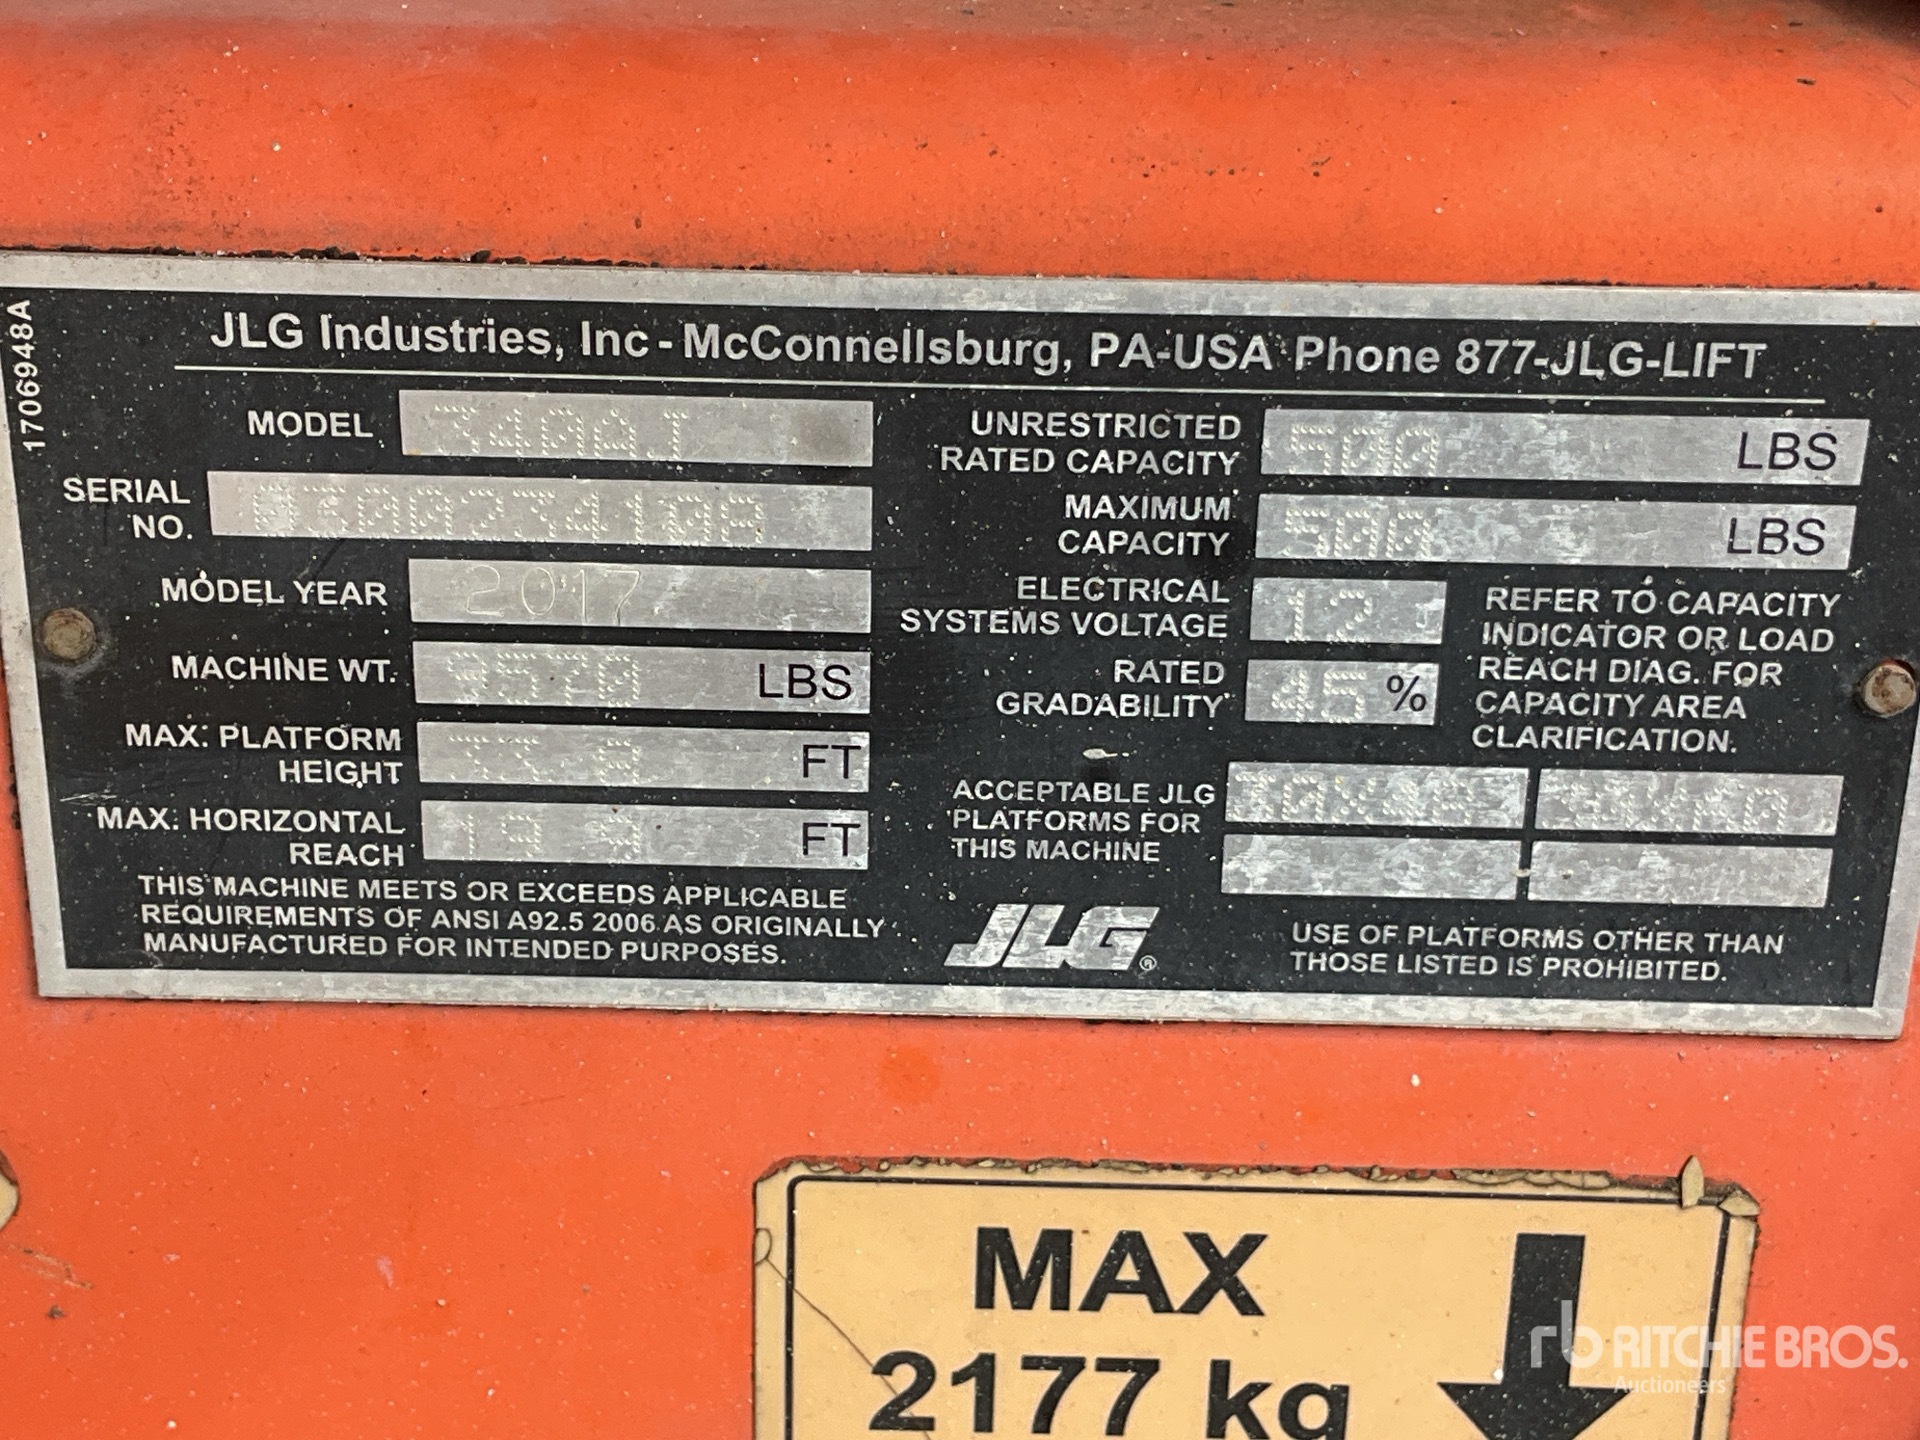 JLG Industries, Inc - McConnellsburg, PA-USA Phone 877-JLG-LIFT
1706948A
MODEL 3400J
SERIAL NO.
MODEL YEAR 2017
MACHINE WT. 9570 LBS
MAX. PLATFORM HEIGHT 33.8 FT
MAX. HORIZONTAL REACH FT
THIS MACHINE MEETS OR EXCEEDS APPLICABLE
REQUIREMENTS OF ANSI A92.5 2006 AS ORIGINALLY
MANUFACTURED FOR INTENDED PURPOSES.
UNRESTRICTED RATED CAPACITY 500 LBS
MAXIMUM CAPACITY 500 LBS
ELECTRICAL SYSTEMS VOLTAGE 12
RATED GRADABILITY 45 %
REFER TO CAPACITY
INDICATOR OR LOAD
REACH DIAG. FOR
CAPACITY AREA
CLARIFICATION.
ACCEPTABLE JLG
PLATFORMS FOR
THIS MACHINE
JLG®
USE OF PLATFORMS OTHER THAN
THOSE LISTED IS PROHIBITED.
MAX
2177 kg
rb RITCHIE BROS.
Auctioneers